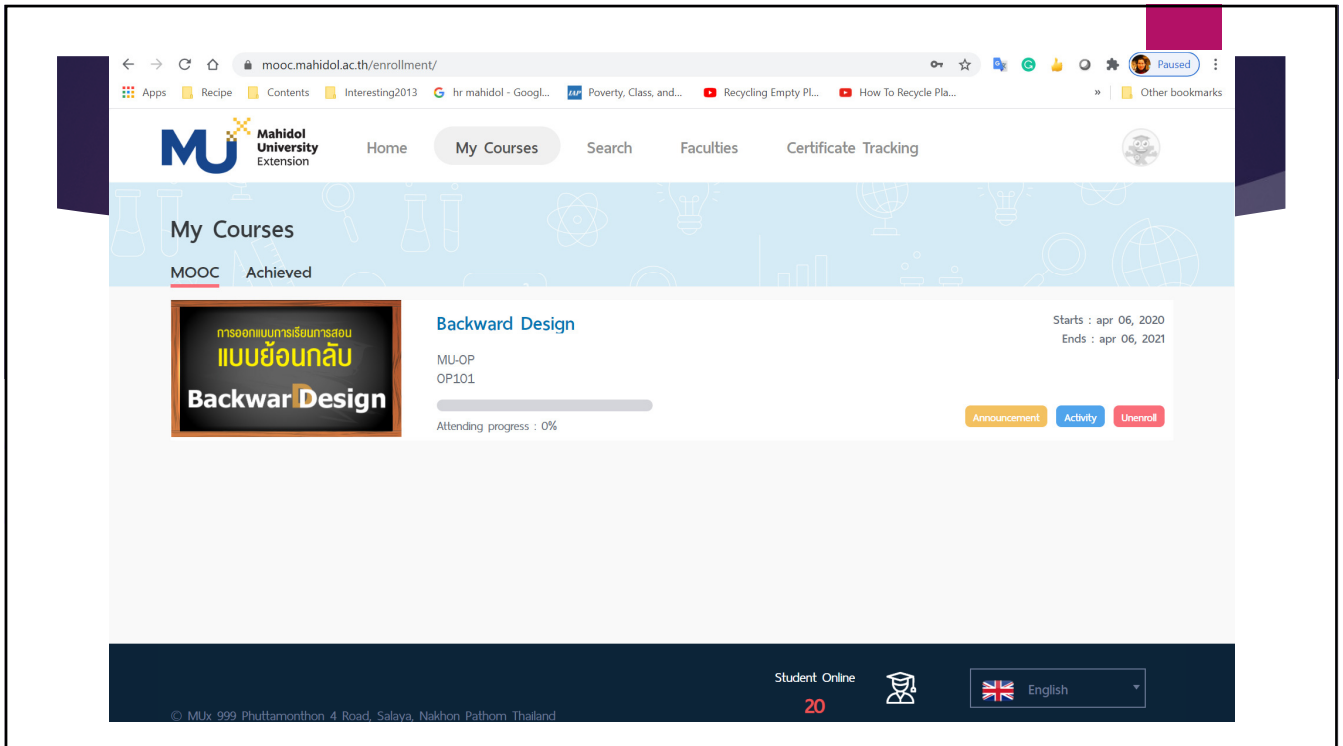 mooc.mahidol.ac.th/enrollment/
Paused
Apps Recipe Contents Interesting2013 hr mahidol - Googl... IAP Poverty, Class, and... Recycling Empty Pl... How To Recycle Pla... » Other bookmarks
MU Mahidol
University
Extension
Home My Courses Search Faculties Certificate Tracking
My Courses
MOOC Achieved
การออกแบบการเรียนการสอน
แบบย้อนกลับ
BackwarDDesign
Backward Design
MU-OP
OP101
Attending progress : 0%
Starts : apr 06, 2020
Ends : apr 06, 2021
Announcement Activity Unenroll
Student Online
20
English
© MUx 999 Phuttamonthon 4 Road, Salaya, Nakhon Pathom Thailand